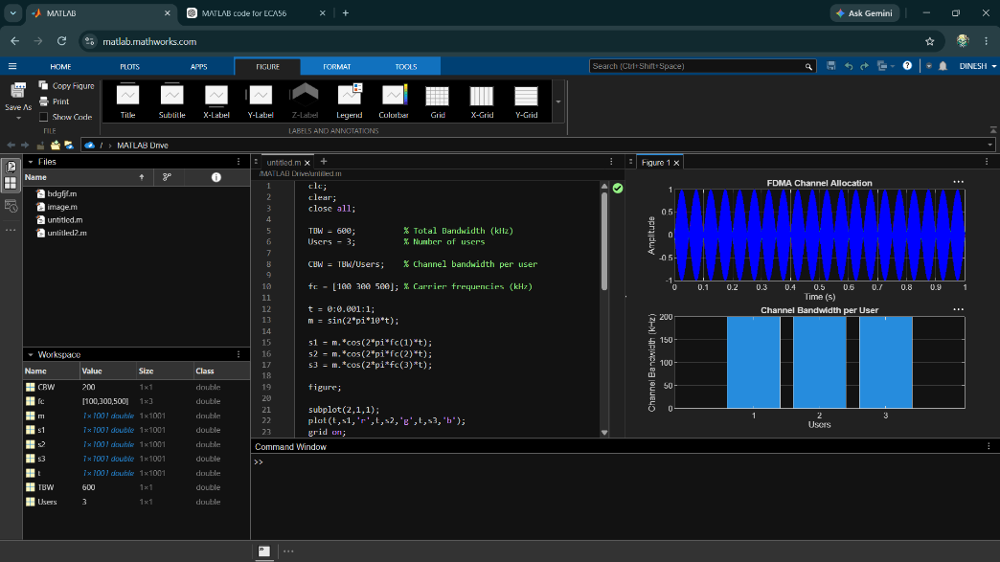 MATLAB
MATLAB code for ECA56
Ask Gemini
matlab.mathworks.com
HOME PLOTS APPS FIGURE FORMAT TOOLS
Search (Ctrl+Shift+Space)
DINESH
Save As
Copy Figure
Print
Show Code
FILE
Title Subtitle X-Label Y-Label Z-Label Legend Colorbar Grid X-Grid Y-Grid
LABELS AND ANNOTATIONS
/ › MATLAB Drive
Files
Name
bdgfjf.m
image.m
untitled.m
untitled2.m
Workspace
Name Value Size Class
CBW 200 1×1 double
fc [100,300,500] 1×3 double
m 1×1001 double 1×1001 double
s1 1×1001 double 1×1001 double
s2 1×1001 double 1×1001 double
s3 1×1001 double 1×1001 double
t 1×1001 double 1×1001 double
TBW 600 1×1 double
Users 3 1×1 double
untitled.m
/MATLAB Drive/untitled.m
1 clc;
2 clear;
3 close all;
4
5 TBW = 600; % Total Bandwidth (kHz)
6 Users = 3; % Number of users
7
8 CBW = TBW/Users; % Channel bandwidth per user
9
10 fc = [100 300 500]; % Carrier frequencies (kHz)
11
12 t = 0:0.001:1;
13 m = sin(2*pi*10*t);
14
15 s1 = m.*cos(2*pi*fc(1)*t);
16 s2 = m.*cos(2*pi*fc(2)*t);
17 s3 = m.*cos(2*pi*fc(3)*t);
18
19 figure;
20
21 subplot(2,1,1);
22 plot(t,s1,'r',t,s2,'g',t,s3,'b');
23 grid on;
Figure 1
FDMA Channel Allocation
Amplitude
1
0.5
0
-0.5
-1
0 0.1 0.2 0.3 0.4 0.5 0.6 0.7 0.8 0.9 1
Time (s)
Channel Bandwidth per User
Channel Bandwidth (kHz)
200
150
100
50
0
1 2 3
Users
Command Window
>>